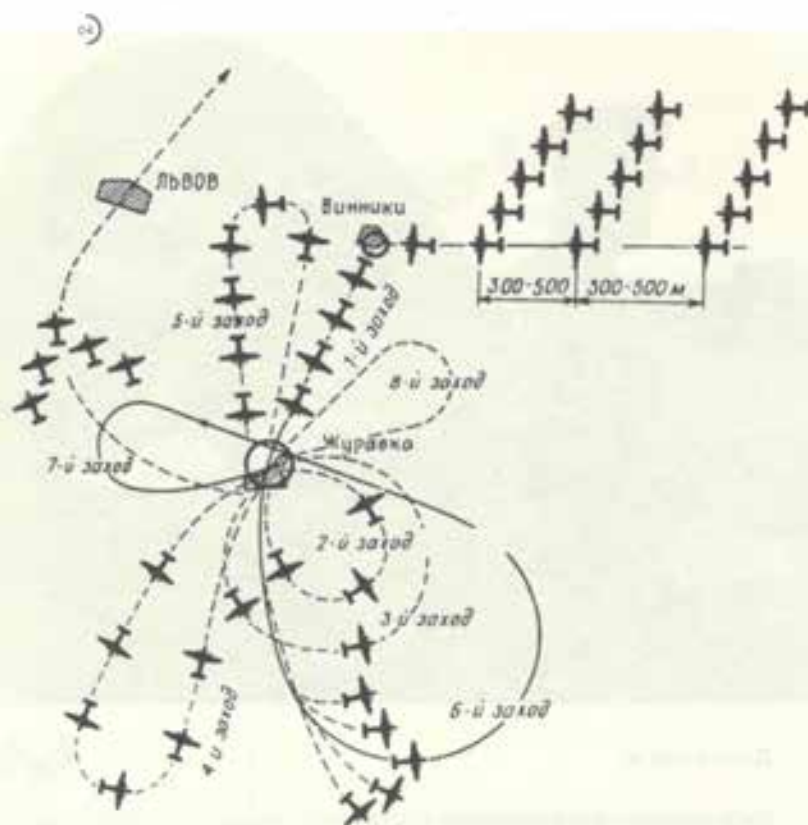 ЛЬВОВ
Винники
300-500
300-500 м
5-й заход
1-й заход
8-й заход
Журавка
7-й заход
2-й заход
3-й заход
4-й заход
6-й заход